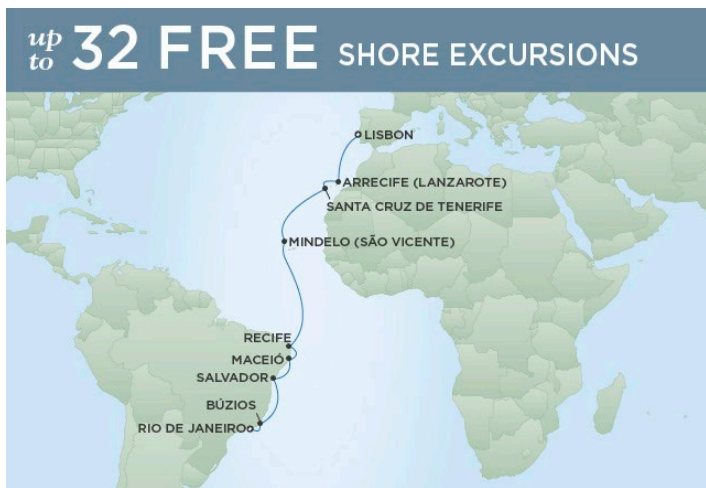 up to 32 FREE SHORE EXCURSIONS
LISBON
ARRECIFE (LANZAROTE)
SANTA CRUZ DE TENERIFE
MINDELO (SÃO VICENTE)
RECIFE
MACEIÓ
SALVADOR
BÚZIOS
RIO DE JANEIRO